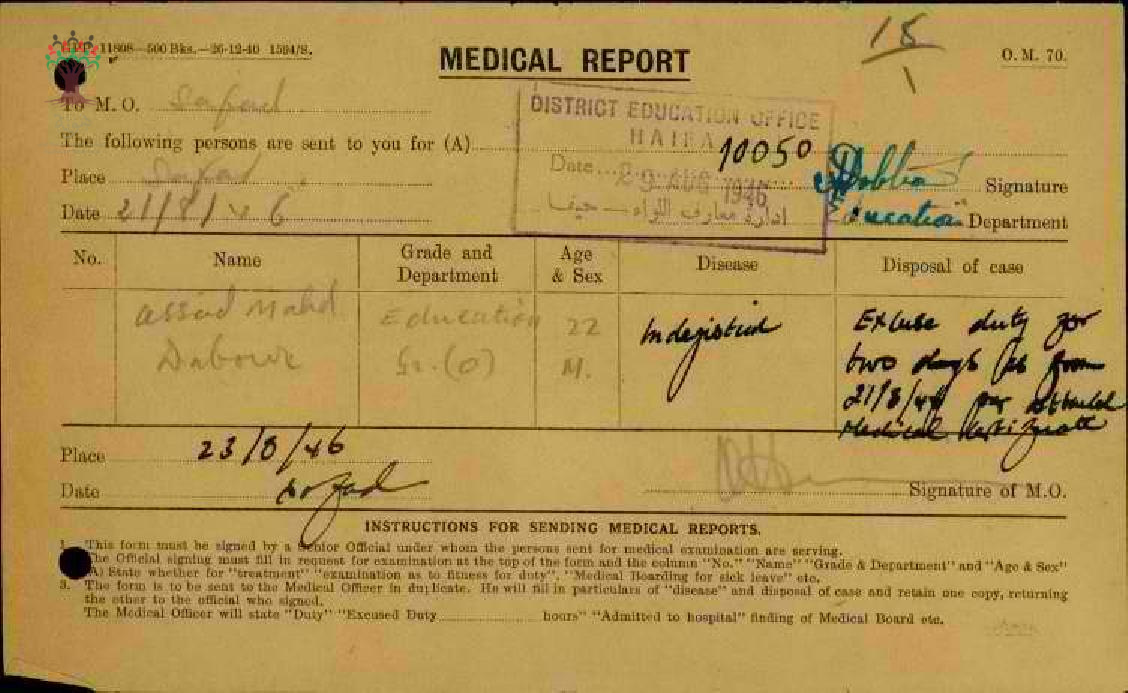 11808—500 Bks.—26-12-40 1594/S.
MEDICAL REPORT
18/1
O. M. 70.
To M. O. Safad
DISTRICT EDUCATION OFFICE
HAIFA
The following persons are sent to you for (A)
10050
Place Safad
Date 29 AUG 1946
Signature
Date 21/8/46
ادارة معارف اللواء — حيفا
Education Department
No. Name Grade and Department Age & Sex Disease Disposal of case
Assad Mahd Education 22 Indigestion Excuse duty for
Gr. (O) M. two days as from
21/8/46 per attached
Medical Certificate
Place 23/8/46
Date Safad
Signature of M.O.
INSTRUCTIONS FOR SENDING MEDICAL REPORTS.
1. This form must be signed by a Senior Official under whom the persons sent for medical examination are serving.
The Official signing must fill in request for examination at the top of the form and the column "No." "Name" "Grade & Department" and "Age & Sex"
(A) State whether for "treatment" "examination as to fitness for duty", "Medical Boarding for sick leave" etc.
3. The form is to be sent to the Medical Officer in duplicate. He will fill in particulars of "disease" and disposal of case and retain one copy, returning
the other to the official who signed.
The Medical Officer will state "Duty" "Excused Duty hours" "Admitted to hospital" finding of Medical Board etc.